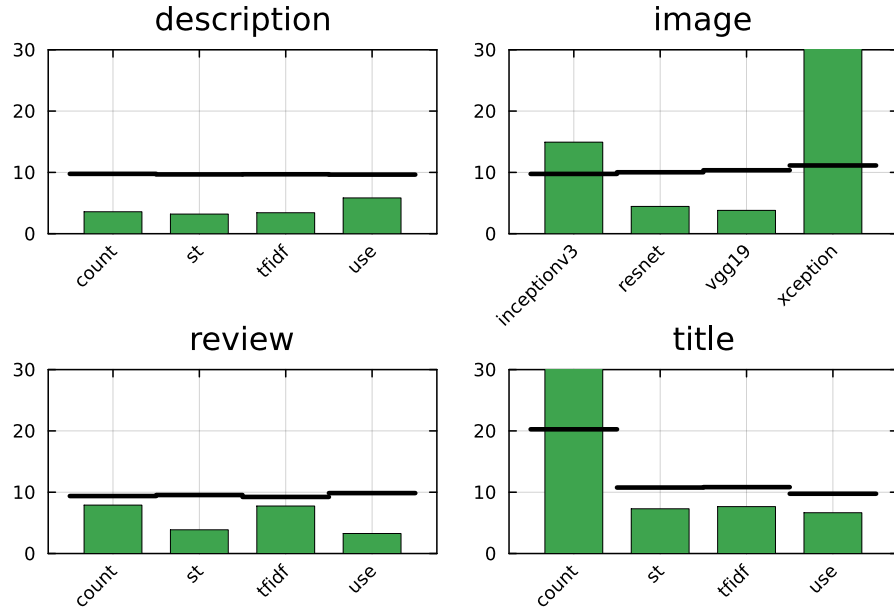 description
30
20
10
0
count st tfidf use
image
30
20
10
0
inceptionv3 resnet vgg19 xception
review
30
20
10
0
count st tfidf use
title
30
20
10
0
count st tfidf use